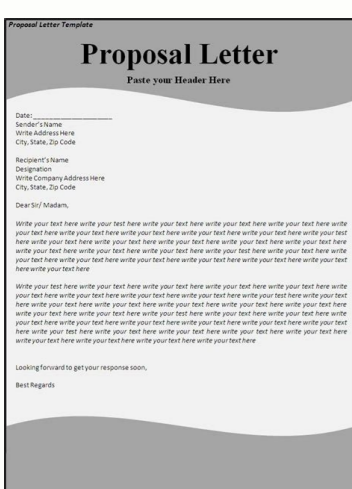 Proposal Letter Template
Proposal Letter
Paste your Header Here
Date: ____________________
Sender's Name
Write Address Here
City, State, Zip Code
Recipient's Name
Designation
Write Company Address Here
City, State, Zip Code
Dear Sir/ Madam,
Write your text here write your test here write your text here write your text here write your text here write
your text here write your text here write your text here write your text here write your text here write your test
here write your text here write your text here write your text here write your text here write your text here
write your text here write your text here write your text here write your test here write your text here write
your text here write your text here write your text here write your text here write your text here write your text
here write your text here
Write your test here write your text here write your text here write your text here write your text here write
your text here write your text here write your text here write your text here write your test here write your text
here write your text here write your text here write your text here write your text here write your text here
write your text here write your text here write your test here write your text here write your text here write
your text here write your text here write your text here write your text here write your text here write your text
here write your test here write your text here write your text here write your text here write your text here
write your text here write your text here write your text here write your text here
Looking forward to get your response soon,
Best Regards